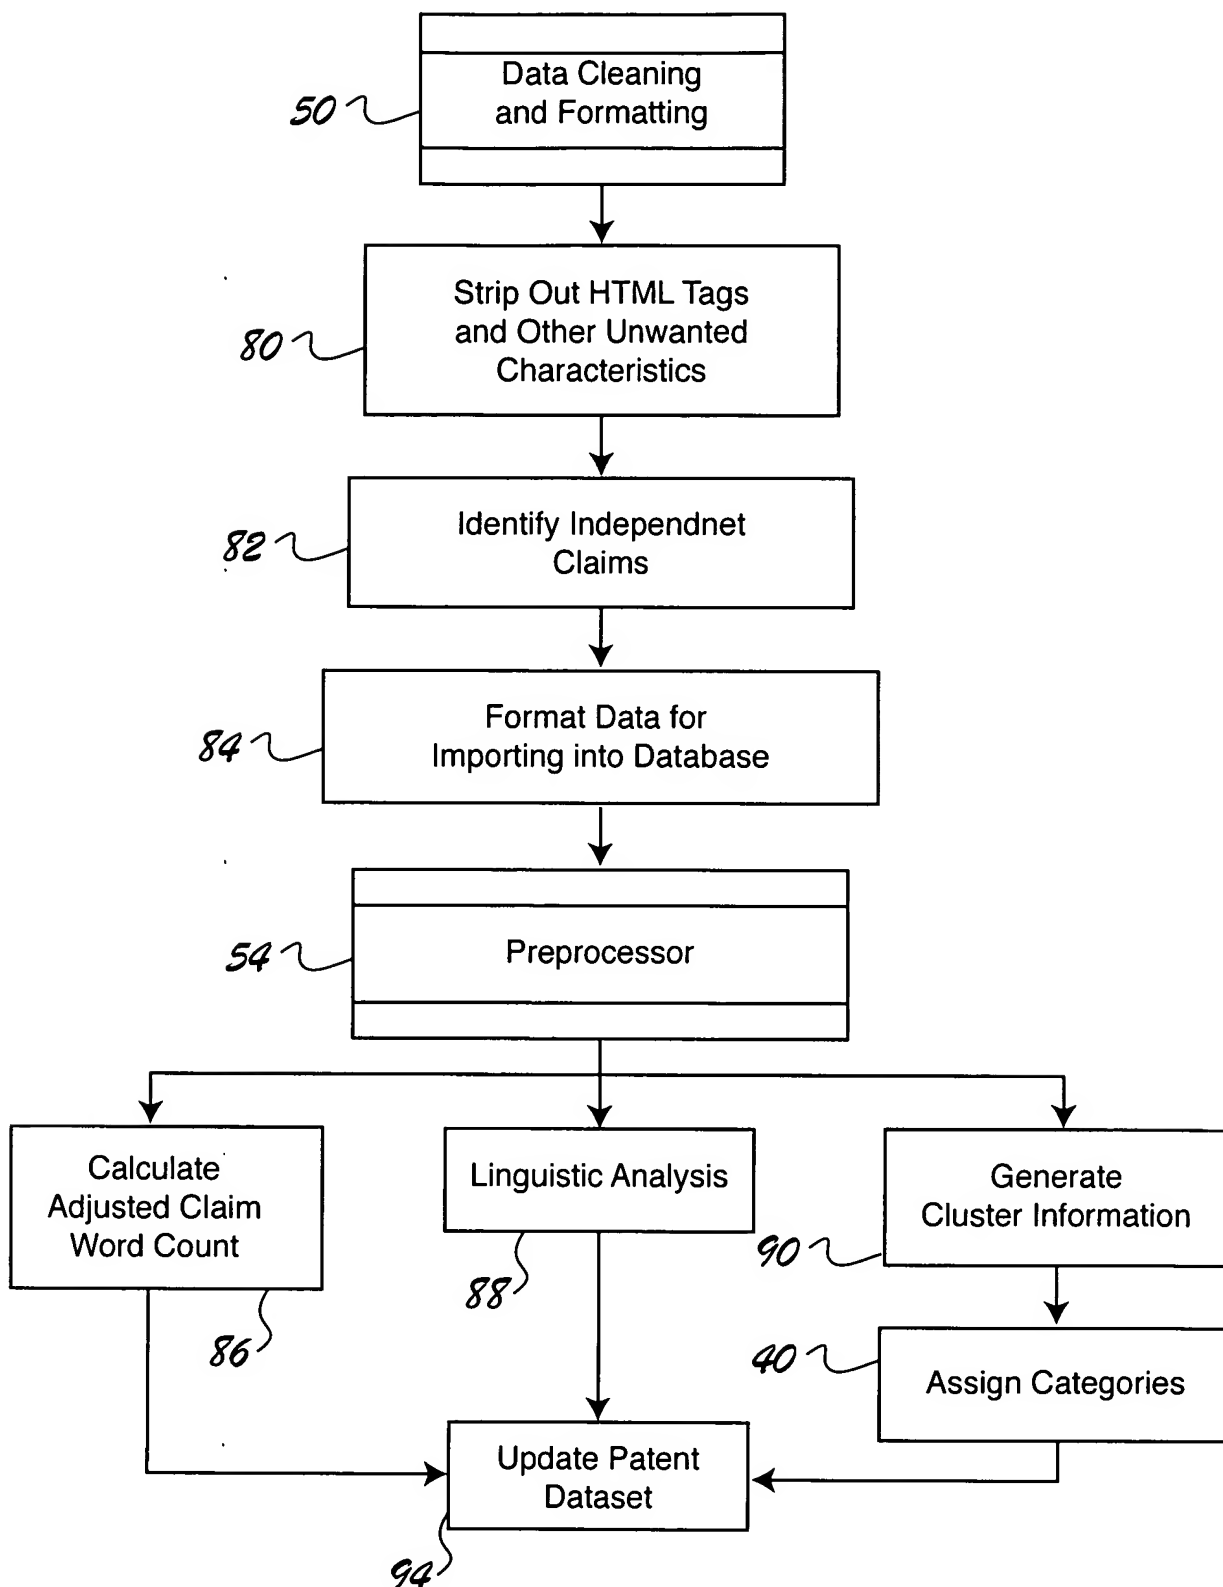 Data Cleaning
and Formatting
50
Strip Out HTML Tags
and Other Unwanted
Characteristics
80
Identify Independnet
Claims
82
Format Data for
Importing into Database
84
Preprocessor
54
Calculate
Adjusted Claim
Word Count
86
Linguistic Analysis
88
Generate
Cluster Information
90
Assign Categories
40
Update Patent
Dataset
94